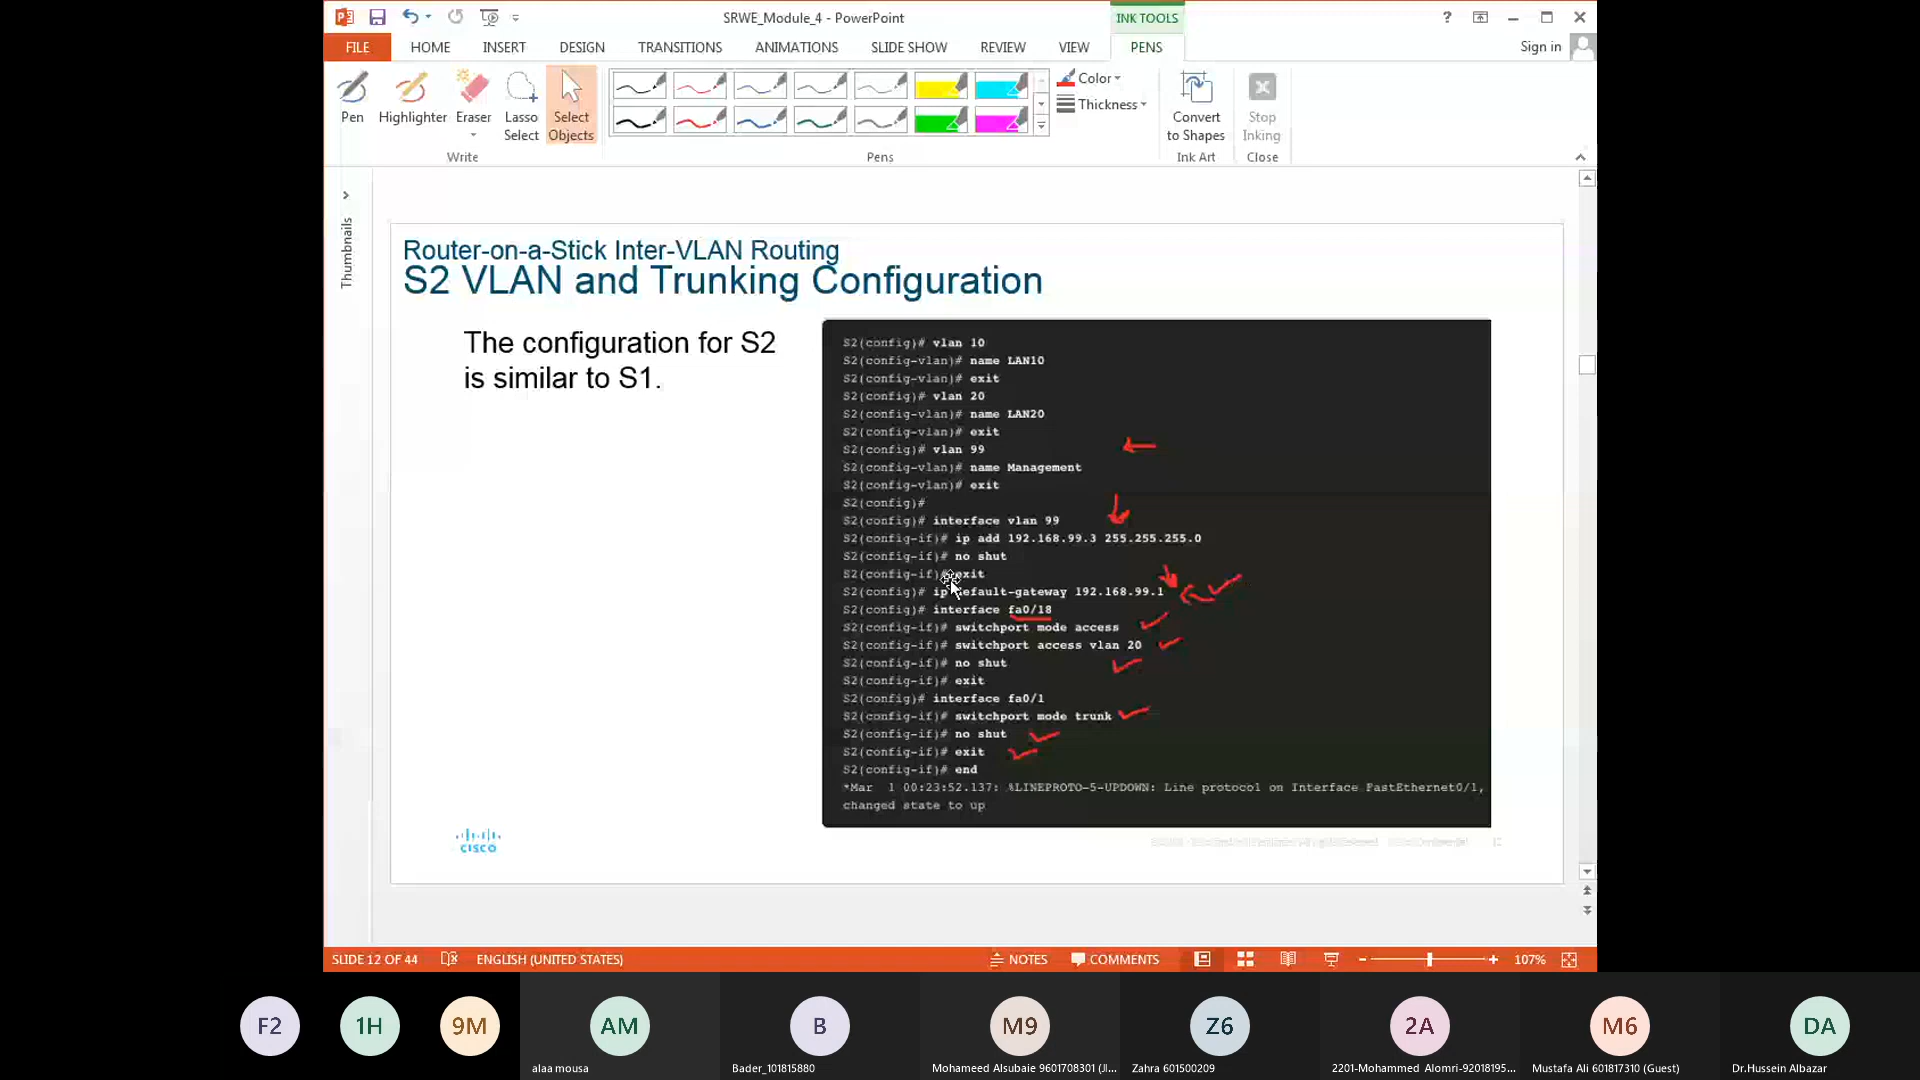 SRWE_Module_4 - PowerPoint
INK TOOLS
FILE
HOME
INSERT
DESIGN
TRANSITIONS
ANIMATIONS
SLIDE SHOW
REVIEW
VIEW
PENS
Sign in
Pen
Highlighter
Eraser
Lasso Select
Select Objects
Write
Pens
Color
Thickness
Convert to Shapes
Ink Art
Stop Inking
Close
Thumbnails
Router-on-a-Stick Inter-VLAN Routing
S2 VLAN and Trunking Configuration
The configuration for S2
is similar to S1.
S2(config)# vlan 10
S2(config-vlan)# name LAN10
S2(config-vlan)# exit
S2(config)# vlan 20
S2(config-vlan)# name LAN20
S2(config-vlan)# exit
S2(config)# vlan 99
S2(config-vlan)# name Management
S2(config-vlan)# exit
S2(config)#
S2(config)# interface vlan 99
S2(config-if)# ip add 192.168.99.3 255.255.255.0
S2(config-if)# no shut
S2(config-if)# exit
S2(config)# ip default-gateway 192.168.99.1
S2(config)# interface fa0/18
S2(config-if)# switchport mode access
S2(config-if)# switchport access vlan 20
S2(config-if)# no shut
S2(config-if)# exit
S2(config)# interface fa0/1
S2(config-if)# switchport mode trunk
S2(config-if)# no shut
S2(config-if)# exit
S2(config-if)# end
*Mar  1 00:23:52.137: %LINEPROTO-5-UPDOWN: Line protocol on Interface FastEthernet0/1,
changed state to up
CISCO
SLIDE 12 OF 44
ENGLISH (UNITED STATES)
NOTES
COMMENTS
107%
F2
1H
9M
AM
B
M9
Z6
2A
M6
DA
alaa mousa
Bader_101815880
Mohameed Alsubaie 9601708301 (JI...
Zahra 601500209
2201-Mohammed Alomri-92018195...
Mustafa Ali 601817310 (Guest)
Dr.Hussein Albazar